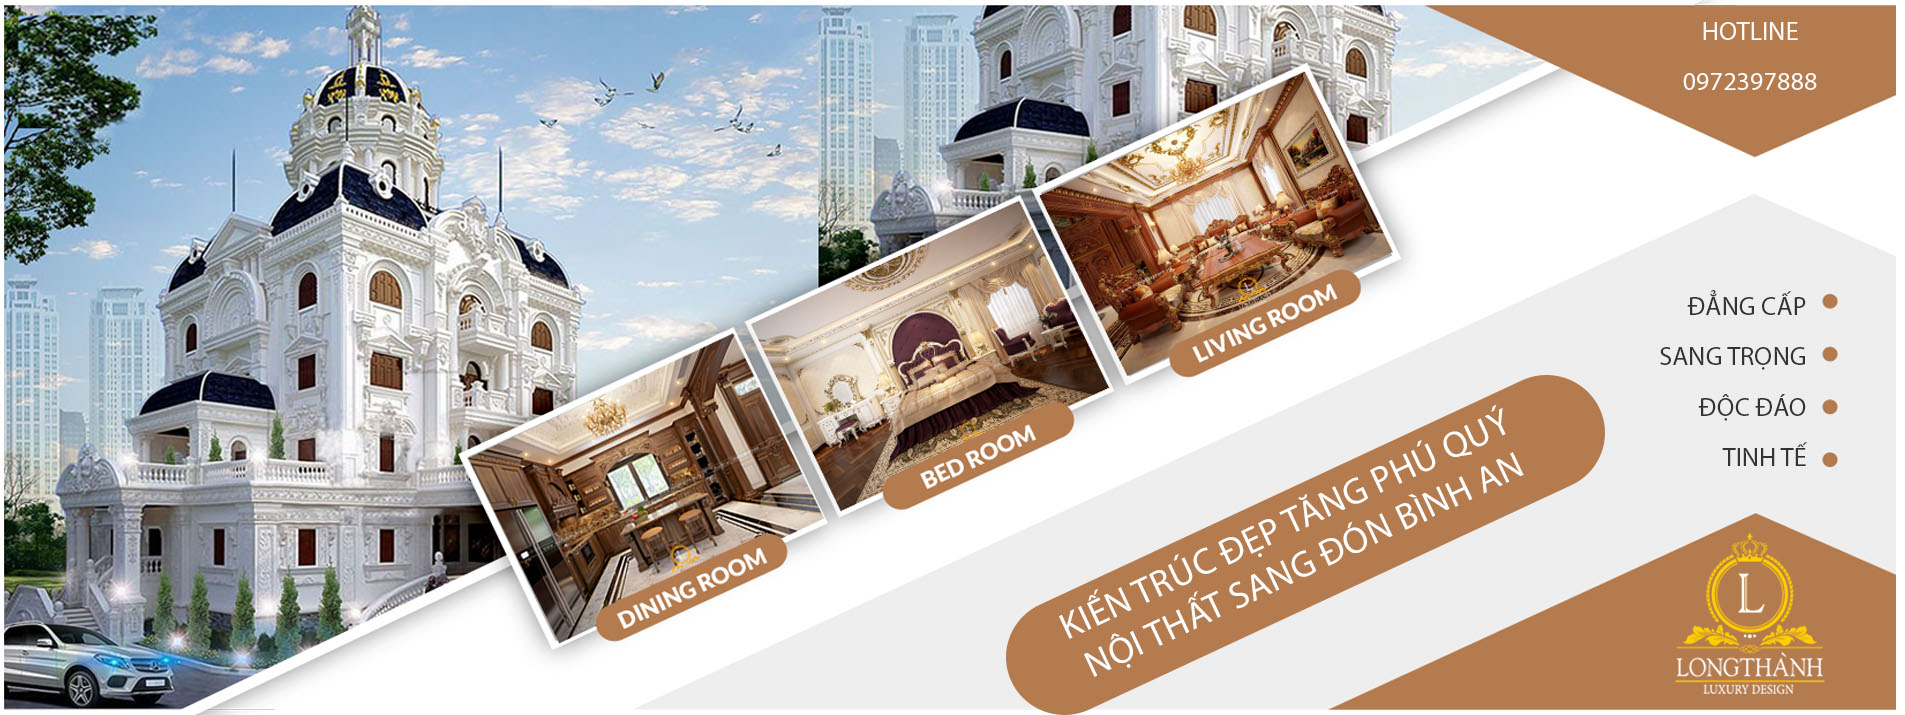 HOTLINE
0972397888
LIVING ROOM
BED ROOM
DINING ROOM
ĐẲNG CẤP
SANG TRỌNG
ĐỘC ĐÁO
TINH TẾ
KIẾN TRÚC ĐẸP TĂNG PHÚ QUÝ
NỘI THẤT SANG ĐÓN BÌNH AN
L
LONGTHÀNH
LUXURY DESIGN